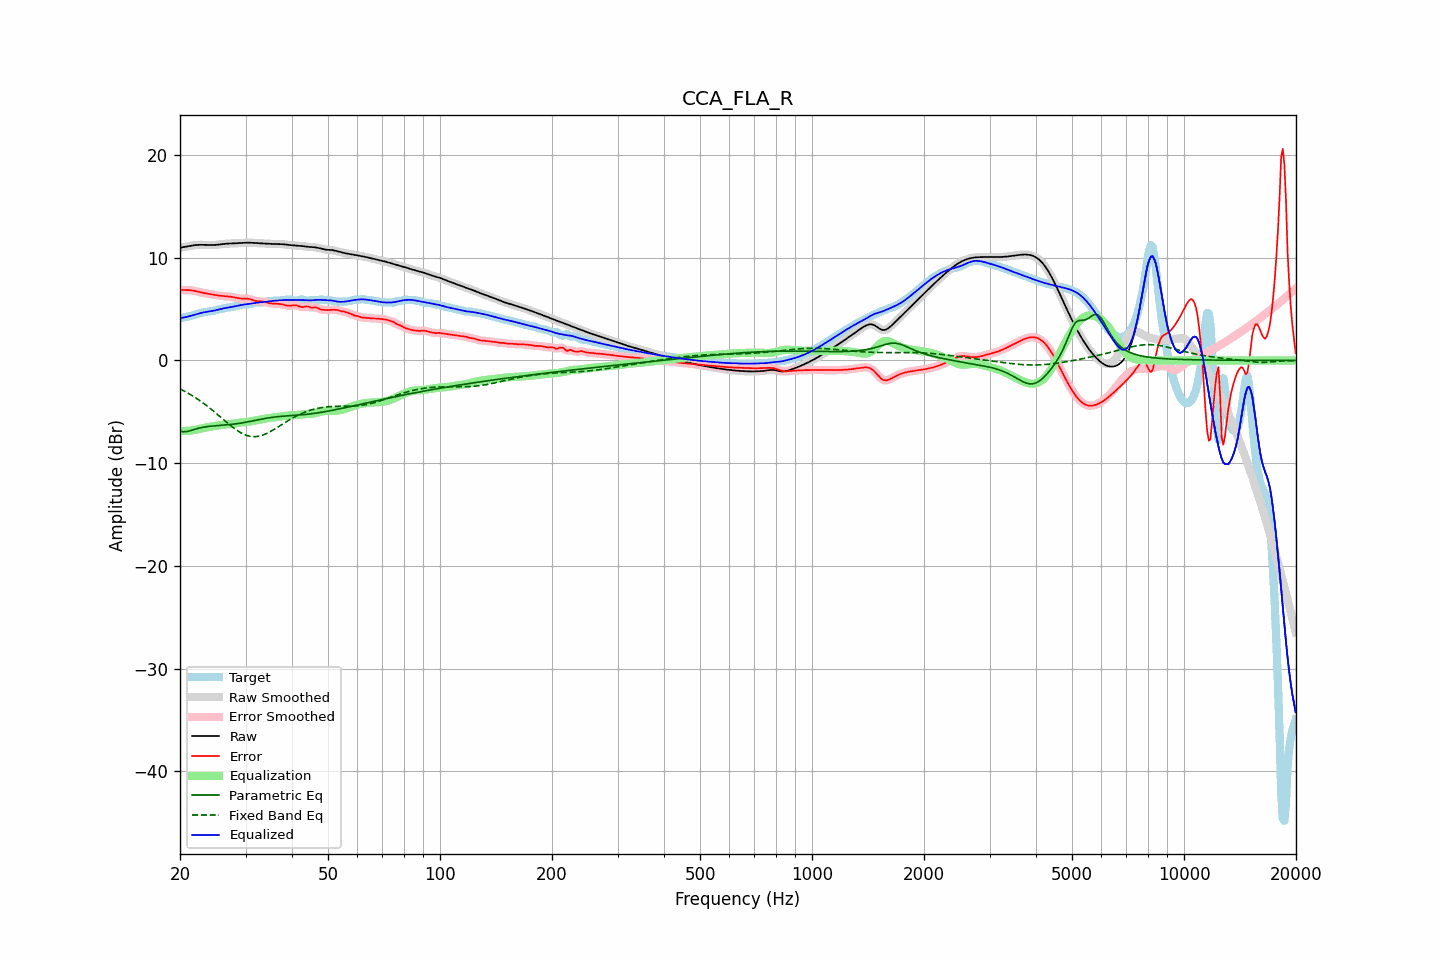 CCA_FLA_R
20
10
0
−10
−20
−30
−40
Amplitude (dBr)
Target
Raw Smoothed
Error Smoothed
Raw
Error
Equalization
Parametric Eq
Fixed Band Eq
Equalized
20 50 100 200 500 1000 2000 5000 10000 20000
Frequency (Hz)